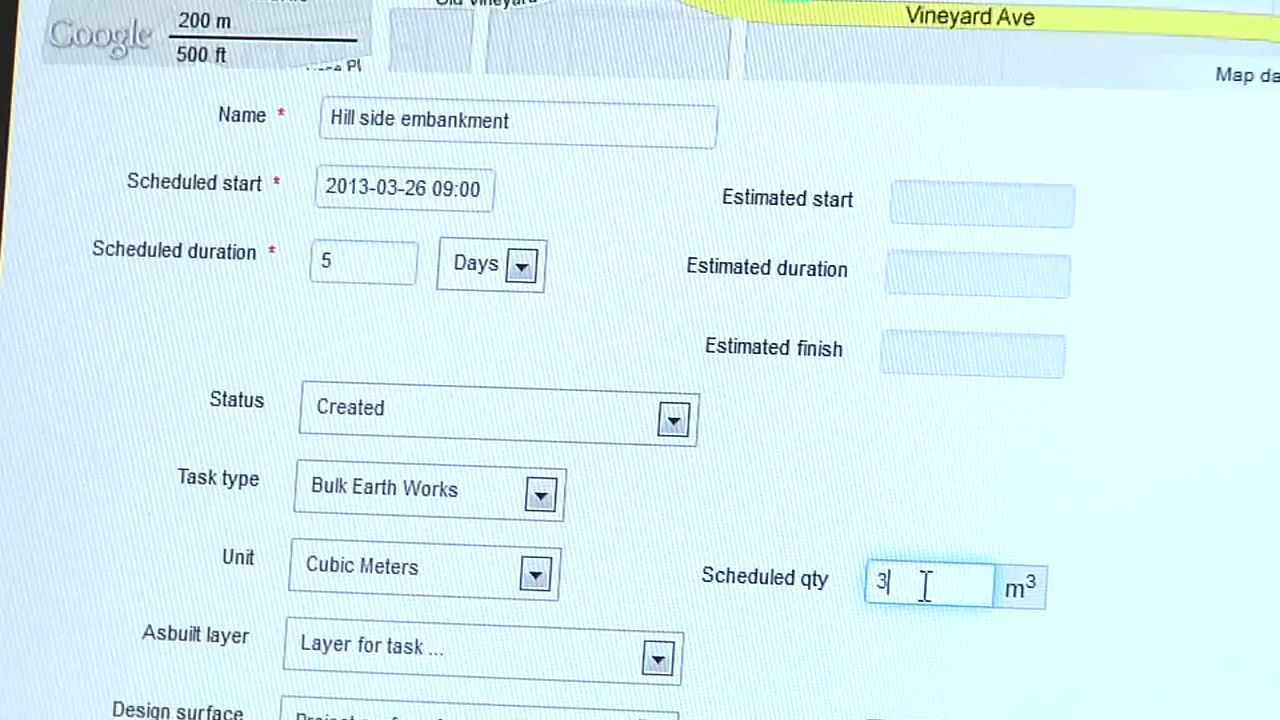 Google
200 m
500 ft
Vineyard Ave
Map da
Name *
Hill side embankment
Scheduled start *
2013-03-26 09:00
Estimated start
Scheduled duration *
5
Days
Estimated duration
Estimated finish
Status
Created
Task type
Bulk Earth Works
Unit
Cubic Meters
Scheduled qty
3
m³
Asbuilt layer
Layer for task ...
Design surface